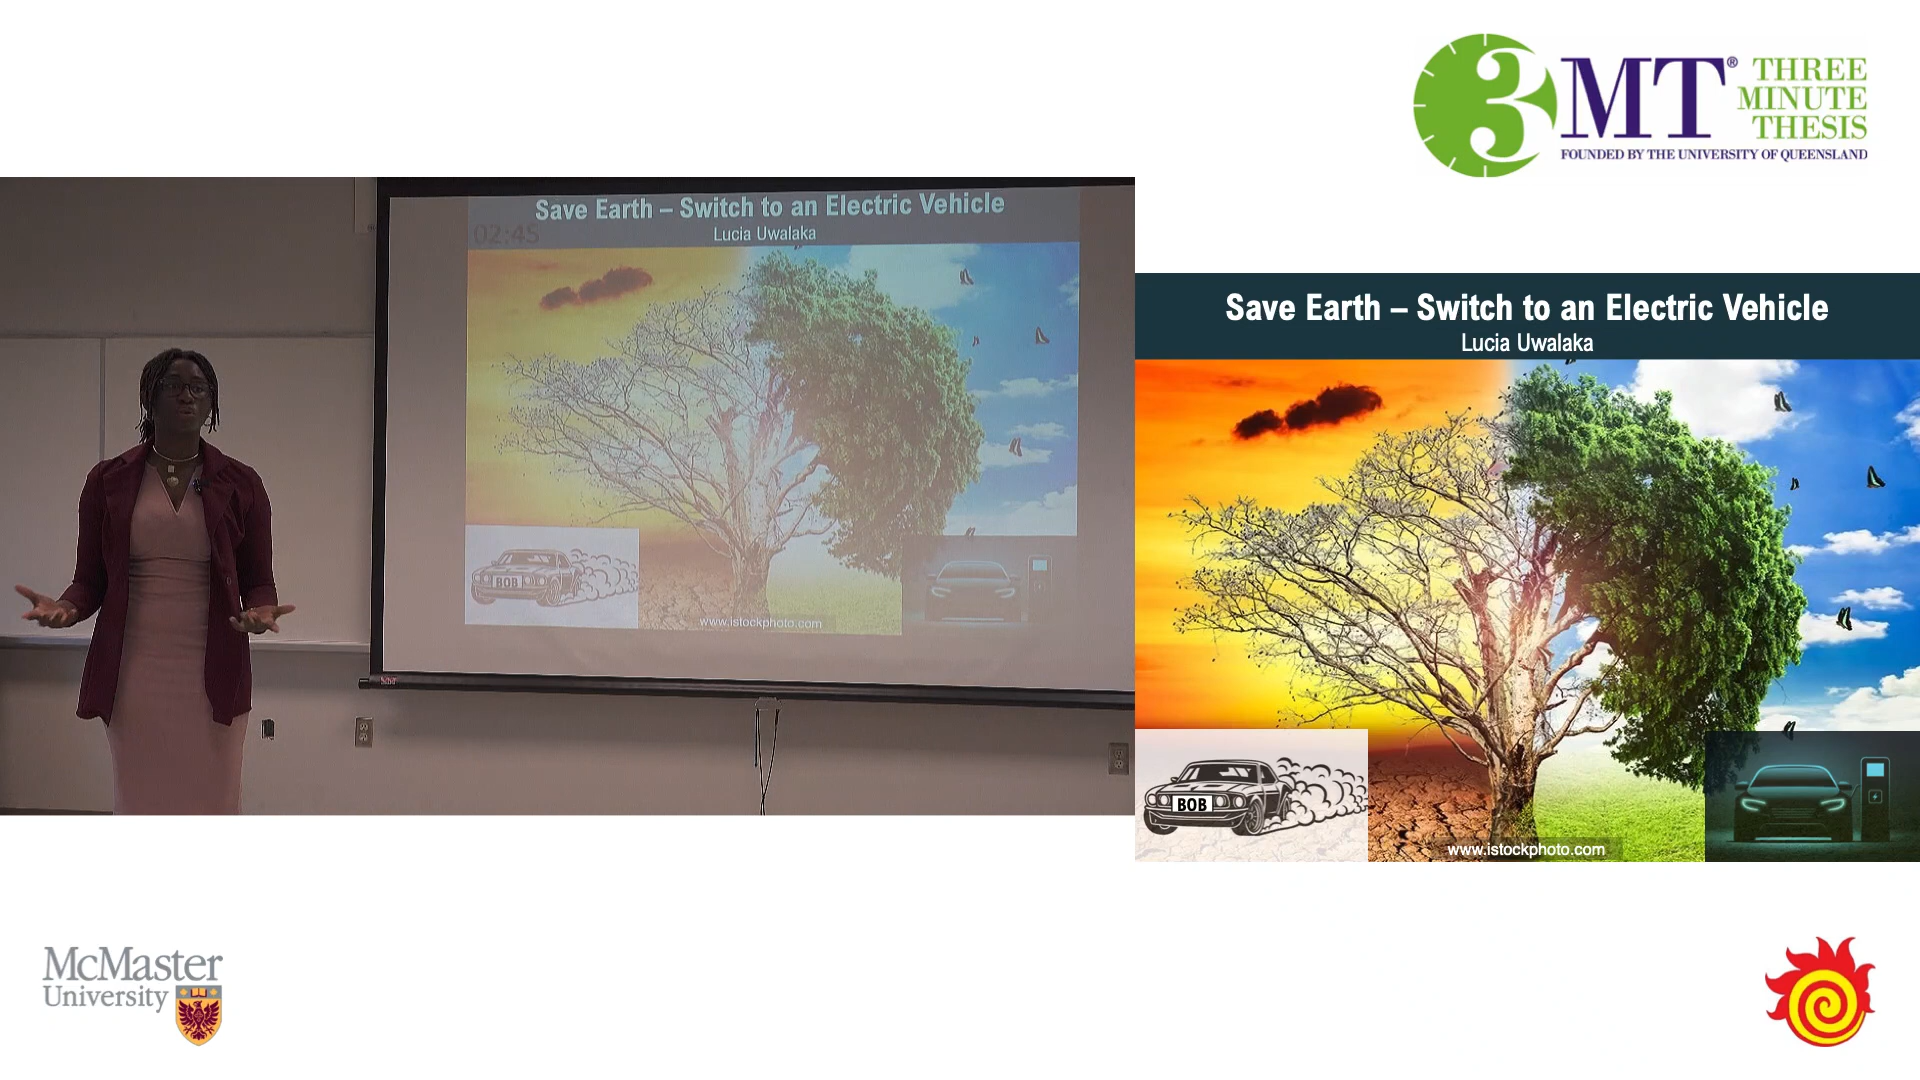 3MT® THREE
MINUTE
THESIS
FOUNDED BY THE UNIVERSITY OF QUEENSLAND
Save Earth – Switch to an Electric Vehicle
Lucia Uwalaka
02:45
BOB
www.istockphoto.com
Save Earth – Switch to an Electric Vehicle
Lucia Uwalaka
BOB
www.istockphoto.com
McMaster
University